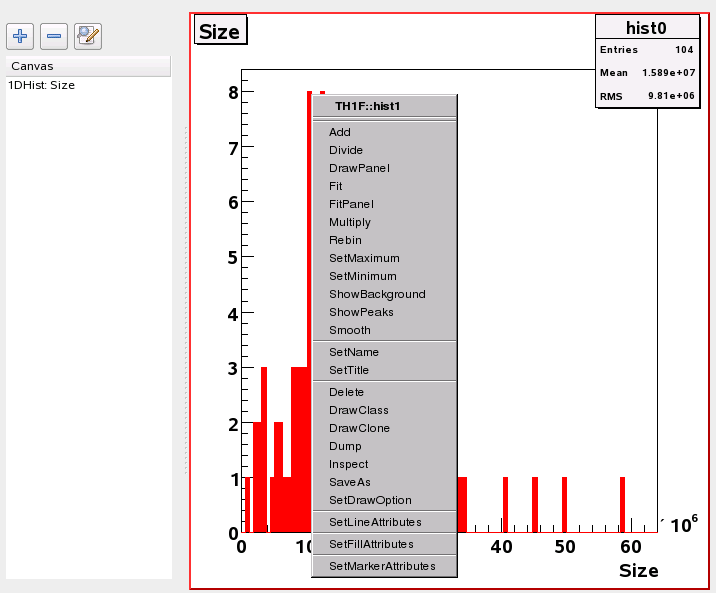 Canvas
1DHist: Size
Size
hist0
Entries 104
Mean 1.589e+07
RMS 9.81e+06
TH1F::hist1
Add
Divide
DrawPanel
Fit
FitPanel
Multiply
Rebin
SetMaximum
SetMinimum
ShowBackground
ShowPeaks
Smooth
SetName
SetTitle
Delete
DrawClass
DrawClone
Dump
Inspect
SaveAs
SetDrawOption
SetLineAttributes
SetFillAttributes
SetMarkerAttributes
8
7
6
5
4
3
2
1
0
0 10 40 50 60
10⁶
Size